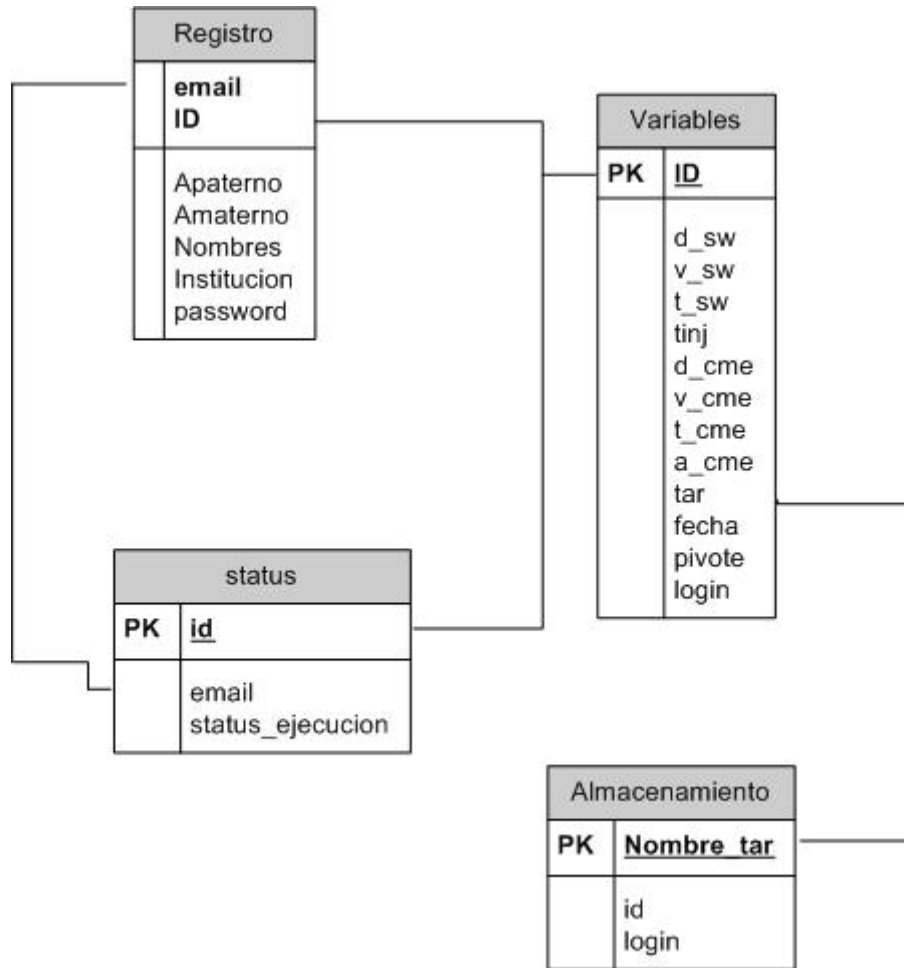 Registro
email
ID
Apaterno
Amaterno
Nombres
Institucion
password
Variables
PK ID
d_sw
v_sw
t_sw
tinj
d_cme
v_cme
t_cme
a_cme
tar
fecha
pivote
login
status
PK id
email
status_ejecucion
Almacenamiento
PK Nombre_tar
id
login